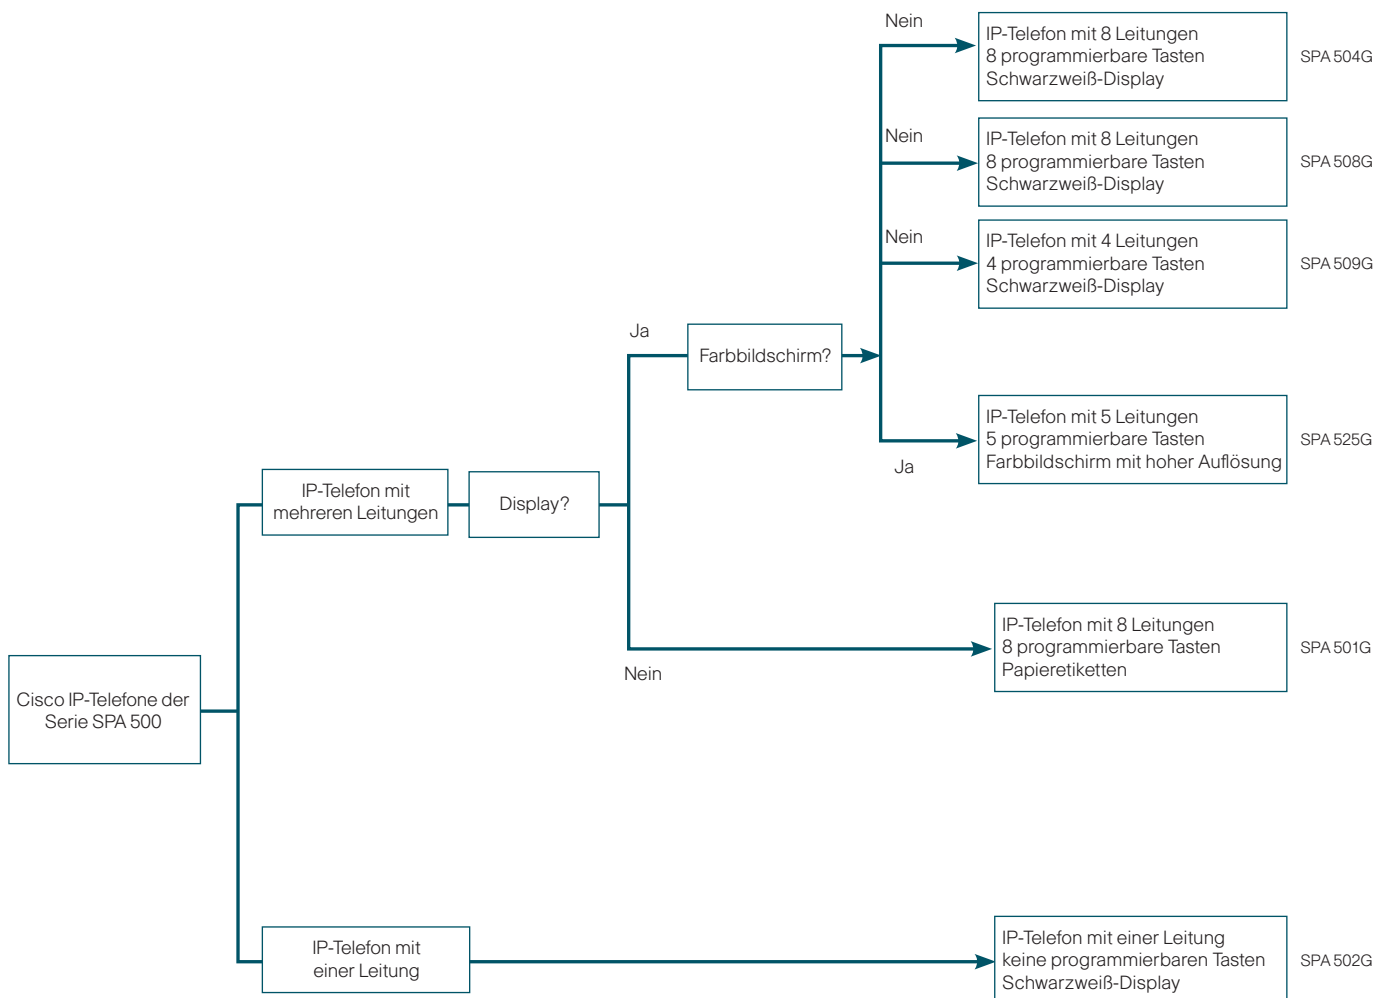 Nein
IP-Telefon mit 8 Leitungen
8 programmierbare Tasten
Schwarzweiß-Display
SPA 504G
Nein
IP-Telefon mit 8 Leitungen
8 programmierbare Tasten
Schwarzweiß-Display
SPA 508G
Nein
IP-Telefon mit 4 Leitungen
4 programmierbare Tasten
Schwarzweiß-Display
SPA 509G
Ja
Farbbildschirm?
IP-Telefon mit 5 Leitungen
5 programmierbare Tasten
Farbbildschirm mit hoher Auflösung
SPA 525G
Ja
IP-Telefon mit
mehreren Leitungen
Display?
IP-Telefon mit 8 Leitungen
8 programmierbare Tasten
Papieretiketten
SPA 501G
Nein
Cisco IP-Telefone der
Serie SPA 500
IP-Telefon mit
einer Leitung
IP-Telefon mit einer Leitung
keine programmierbaren Tasten
Schwarzweiß-Display
SPA 502G